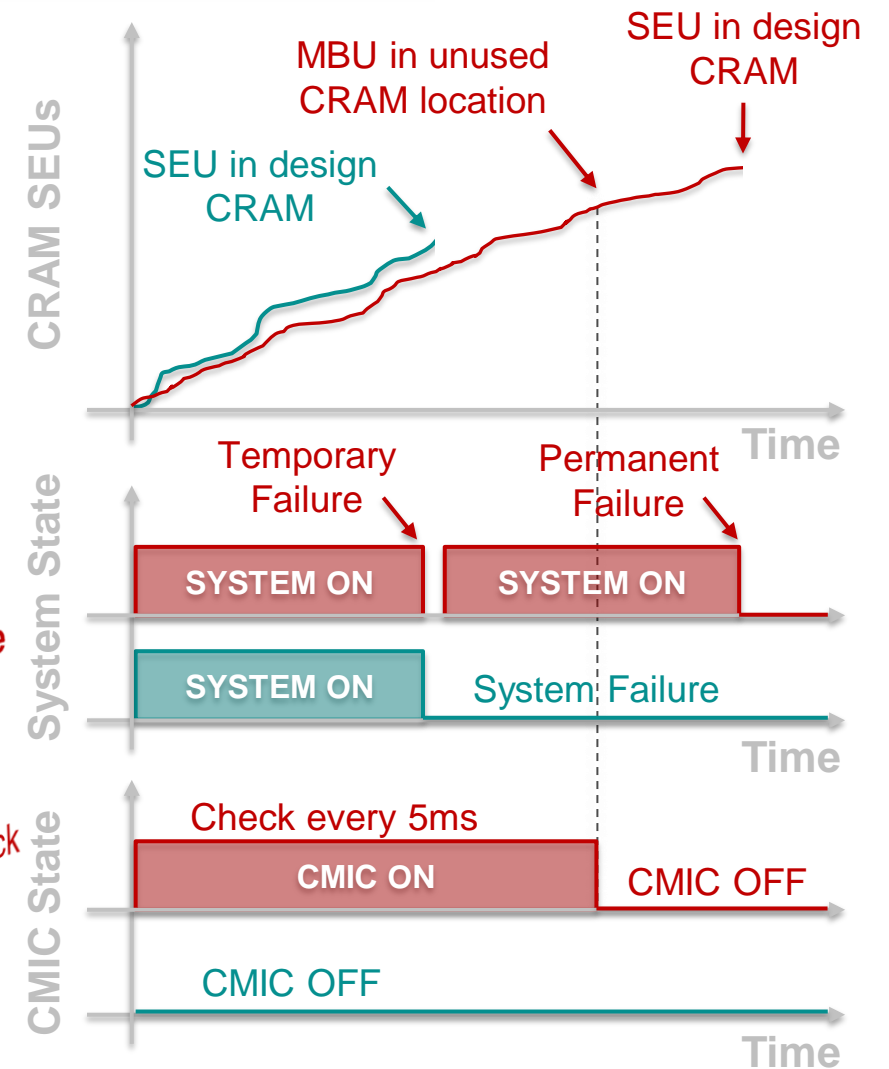 CRAM SEUs
SEU in design
CRAM
MBU in unused
CRAM location
SEU in design
CRAM
Time
System State
Temporary
Failure
Permanent
Failure
SYSTEM ON
SYSTEM ON
SYSTEM ON
System Failure
Time
CMIC State
Check every 5ms
CMIC ON
CMIC OFF
CMIC OFF
Time
e
ck